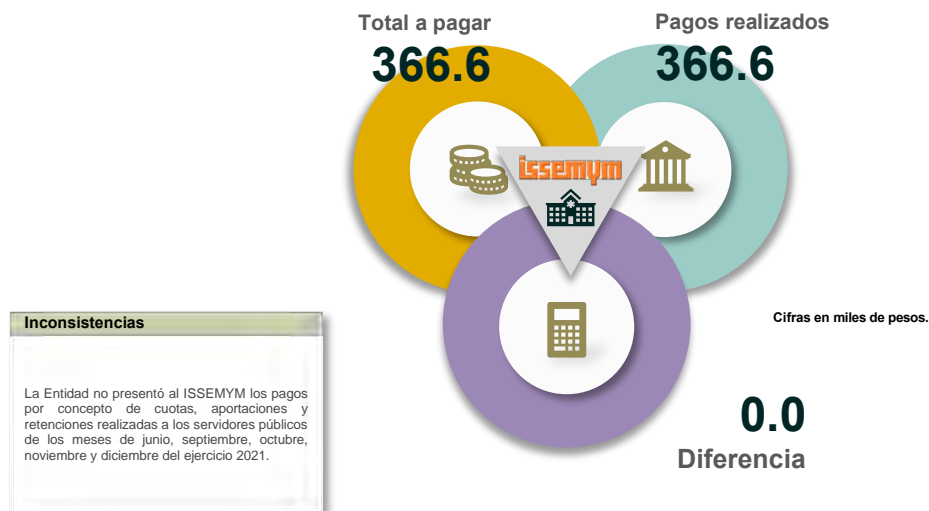 Total a pagar
366.6
Pagos realizados
366.6
issemym
Cifras en miles de pesos.
0.0
Diferencia
Inconsistencias
La Entidad no presentó al ISSEMYM los pagos
por concepto de cuotas, aportaciones y
retenciones realizadas a los servidores públicos
de los meses de junio, septiembre, octubre,
noviembre y diciembre del ejercicio 2021.